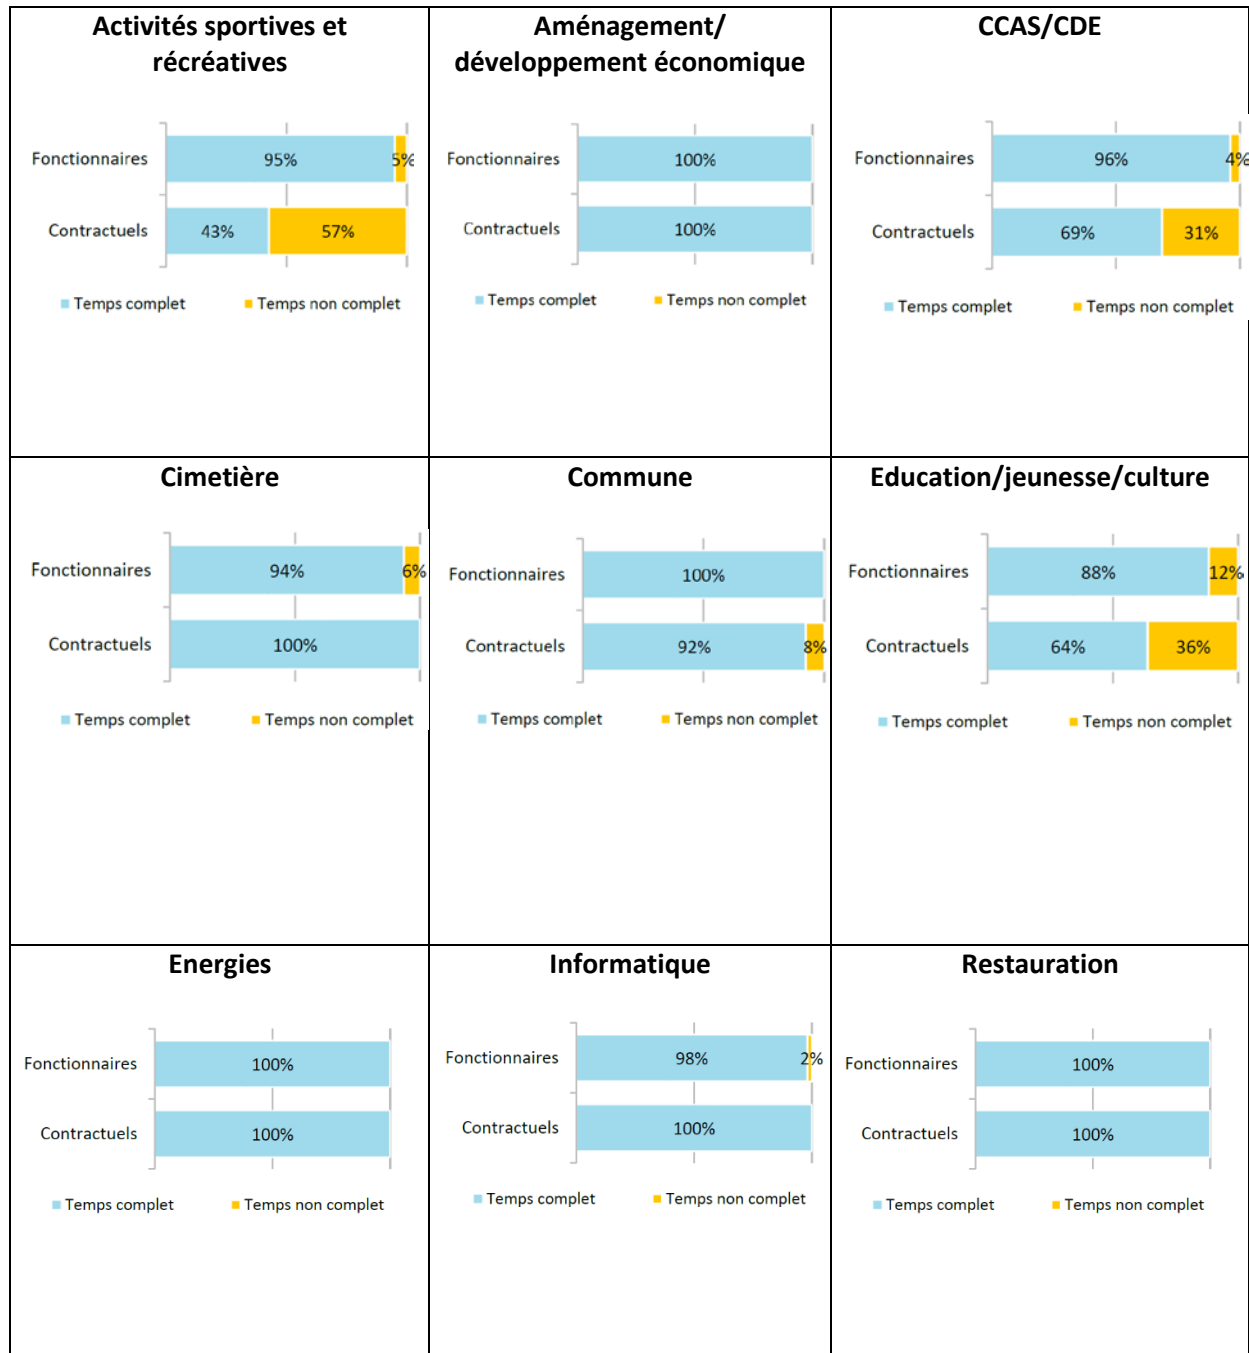 Activités sportives et
récréatives
Fonctionnaires
95%
5%
Contractuels
43%
57%
Temps complet
Temps non complet
Aménagement/
développement économique
Fonctionnaires
100%
Contractuels
100%
Temps complet
Temps non complet
CCAS/CDE
Fonctionnaires
96%
4%
Contractuels
69%
31%
Temps complet
Temps non complet
Cimetière
Fonctionnaires
94%
6%
Contractuels
100%
Temps complet
Temps non complet
Commune
Fonctionnaires
100%
Contractuels
92%
8%
Temps complet
Temps non complet
Education/jeunesse/culture
Fonctionnaires
88%
12%
Contractuels
64%
36%
Temps complet
Temps non complet
Energies
Fonctionnaires
100%
Contractuels
100%
Temps complet
Temps non complet
Informatique
Fonctionnaires
98%
2%
Contractuels
100%
Temps complet
Temps non complet
Restauration
Fonctionnaires
100%
Contractuels
100%
Temps complet
Temps non complet